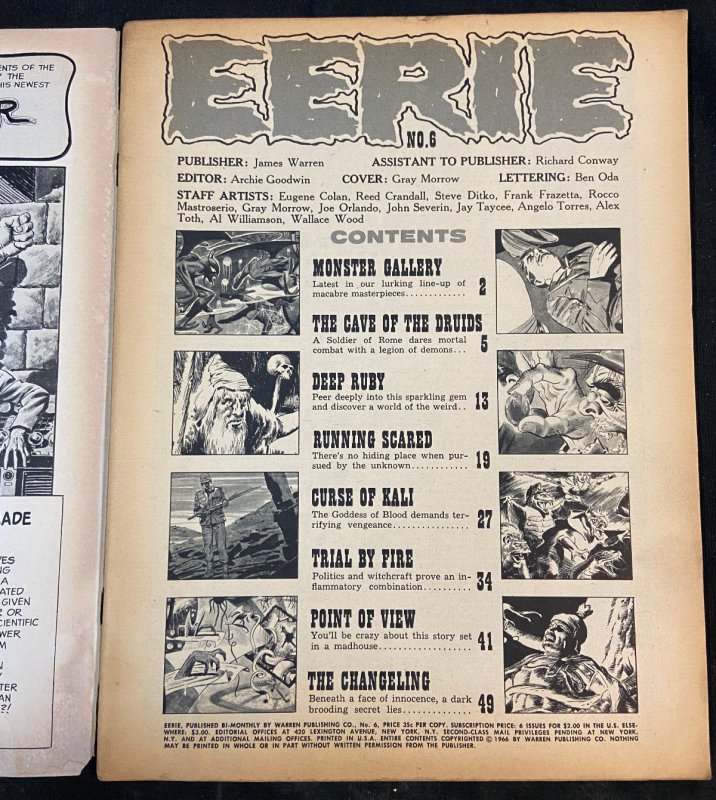 ENTS OF THE
Y THE
HIS NEWEST
R
LADE
VES
NG
A
ATED
GIVEN
R OR
CIENTIFIC
WER
M
N
Y
TER
AN
?!
EERIE
NO.6
PUBLISHER: James Warren ASSISTANT TO PUBLISHER: Richard Conway
EDITOR: Archie Goodwin COVER: Gray Morrow LETTERING: Ben Oda
STAFF ARTISTS: Eugene Colan, Reed Crandall, Steve Ditko, Frank Frazetta, Rocco
Mastroserio, Gray Morrow, Joe Orlando, John Severin, Jay Taycee, Angelo Torres, Alex
Toth, Al Williamson, Wallace Wood
CONTENTS
MONSTER GALLERY
Latest in our lurking line-up of
macabre masterpieces............. 2
THE CAVE OF THE DRUIDS
A Soldier of Rome dares mortal
combat with a legion of demons... 5
DEEP RUBY
Peer deeply into this sparkling gem
and discover a world of the weird.. 13
RUNNING SCARED
There's no hiding place when pur-
sued by the unknown............ 19
CURSE OF KALI
The Goddess of Blood demands ter-
rifying vengeance................ 27
TRIAL BY FIRE
Politics and witchcraft prove an in-
flammatory combination.......... 34
POINT OF VIEW
You'll be crazy about this story set
in a madhouse................... 41
THE CHANGELING
Beneath a face of innocence, a dark
brooding secret lies............... 49
EERIE, PUBLISHED BI-MONTHLY BY WARREN PUBLISHING CO., No. 6, PRICE 35c PER COPY. SUBSCRIPTION PRICE: 6 ISSUES FOR $2.00 IN THE U.S. ELSE-
WHERE: $3.00. EDITORIAL OFFICES AT 420 LEXINGTON AVENUE, NEW YORK, N.Y. SECOND-CLASS MAIL PRIVILEGES PENDING AT NEW YORK,
N.Y. AND AT ADDITIONAL MAILING OFFICES. PRINTED IN U.S.A. ENTIRE CONTENTS COPYRIGHTED © 1966 BY WARREN PUBLISHING CO. NOTHING
MAY BE PRINTED IN WHOLE OR IN PART WITHOUT WRITTEN PERMISSION FROM THE PUBLISHER.